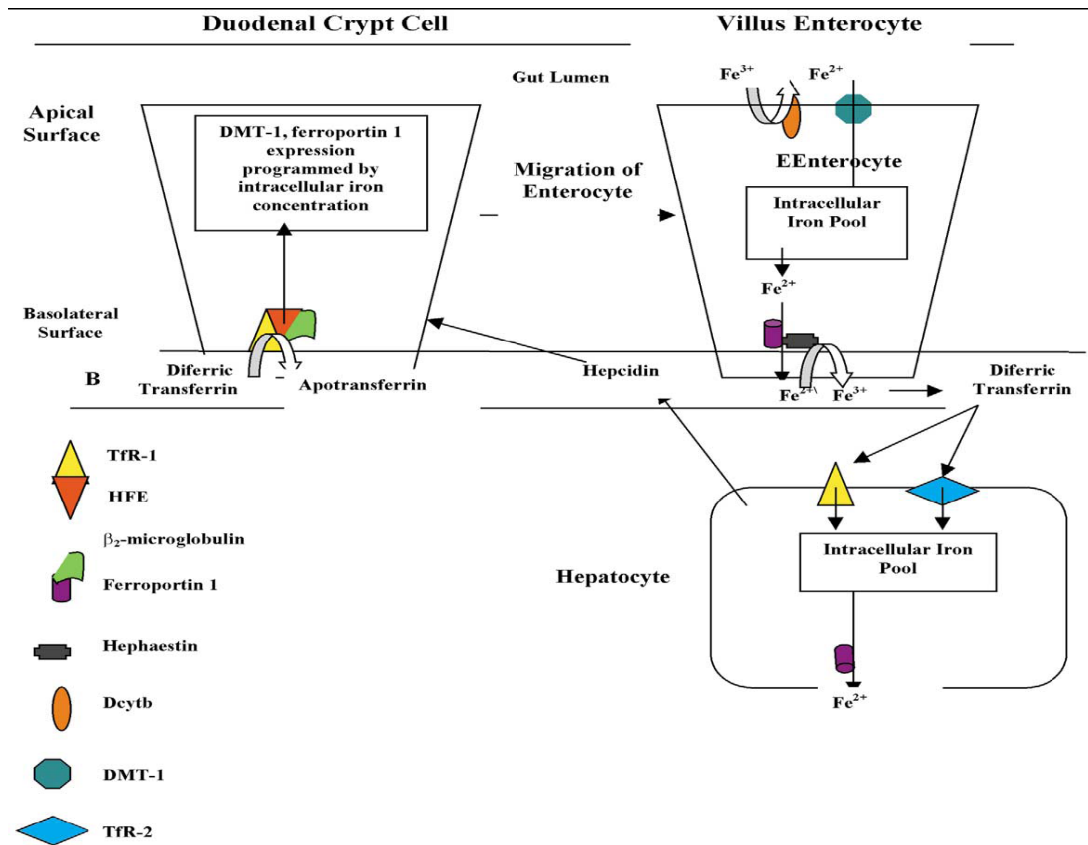 Duodenal Crypt Cell
Villus Enterocyte
Gut Lumen
Fe3+
Fe2+
Apical
Surface
DMT-1, ferroportin 1
expression
programmed by
intracellular iron
concentration
Migration of
Enterocyte
EEnterocyte
Intracellular
Iron Pool
Fe2+
Basolateral
Surface
B
Diferric
Transferrin
Apotransferrin
Hepcidin
Fe2+\
Fe3+
Diferric
Transferrin
TfR-1
HFE
β2-microglobulin
Ferroportin 1
Hephaestin
Dcytb
DMT-1
TfR-2
Hepatocyte
Intracellular Iron
Pool
Fe2+